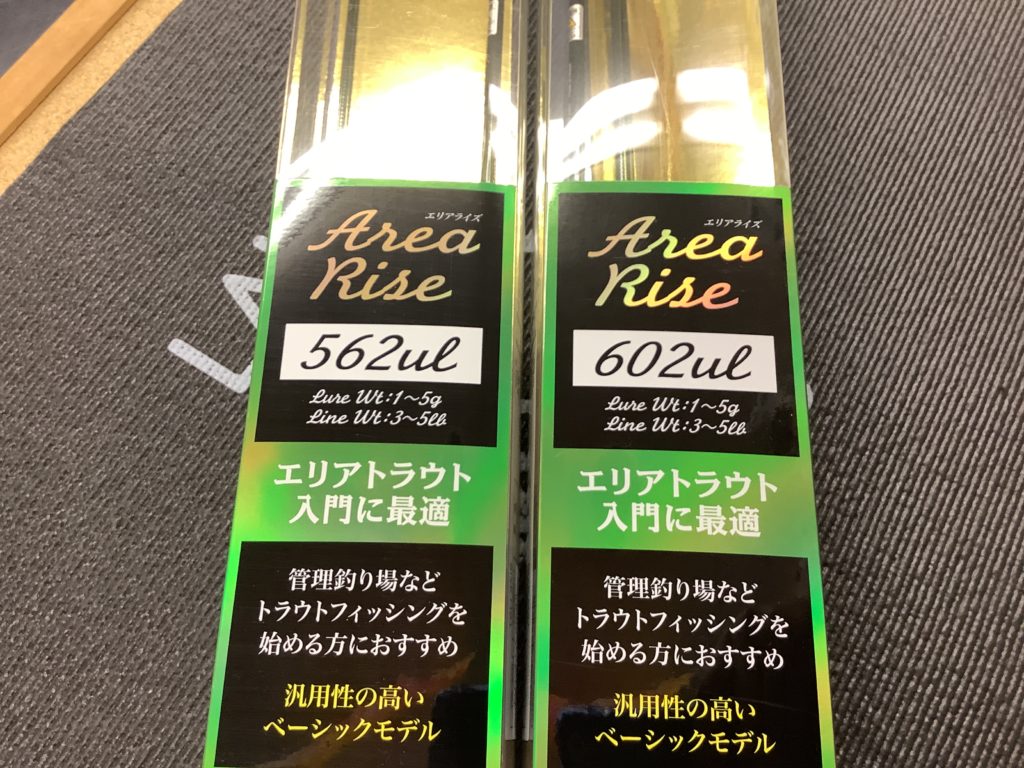 エリアライズ
Area
Rise
562ul
Lure Wt:1～5g
Line Wt:3～5lb
エリアトラウト
入門に最適
管理釣り場など
トラウトフィッシングを
始める方におすすめ
汎用性の高い
ベーシックモデル
エリアライズ
Area
Rise
602ul
Lure Wt:1～5g
Line Wt:3～5lb
エリアトラウト
入門に最適
管理釣り場など
トラウトフィッシングを
始める方におすすめ
汎用性の高い
ベーシックモデル